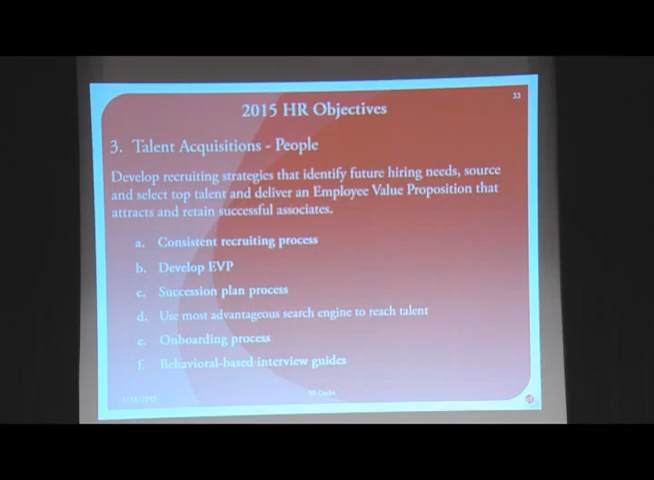 33
2015 HR Objectives
3. Talent Acquisitions - People
Develop recruiting strategies that identify future hiring needs, source
and select top talent and deliver an Employee Value Proposition that
attracts and retain successful associates.
a. Consistent recruiting process
b. Develop EVP
c. Succession plan process
d. Use most advantageous search engine to reach talent
e. Onboarding process
f. Behavioral-based interview guides